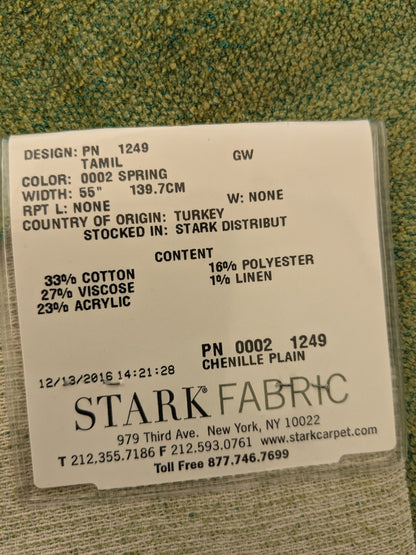 DESIGN: PN 1249 GW
TAMIL
COLOR: 0002 SPRING
WIDTH: 55" 139.7CM
RPT L: NONE W: NONE
COUNTRY OF ORIGIN: TURKEY
STOCKED IN: STARK DISTRIBUT
CONTENT
33% COTTON 16% POLYESTER
27% VISCOSE 1% LINEN
23% ACRYLIC
PN 0002 1249
CHENILLE PLAIN
12/13/2016 14:21:28
STARK® FABRIC
979 Third Ave. New York, NY 10022
T 212.355.7186 F 212.593.0761 www.starkcarpet.com
Toll Free 877.746.7699